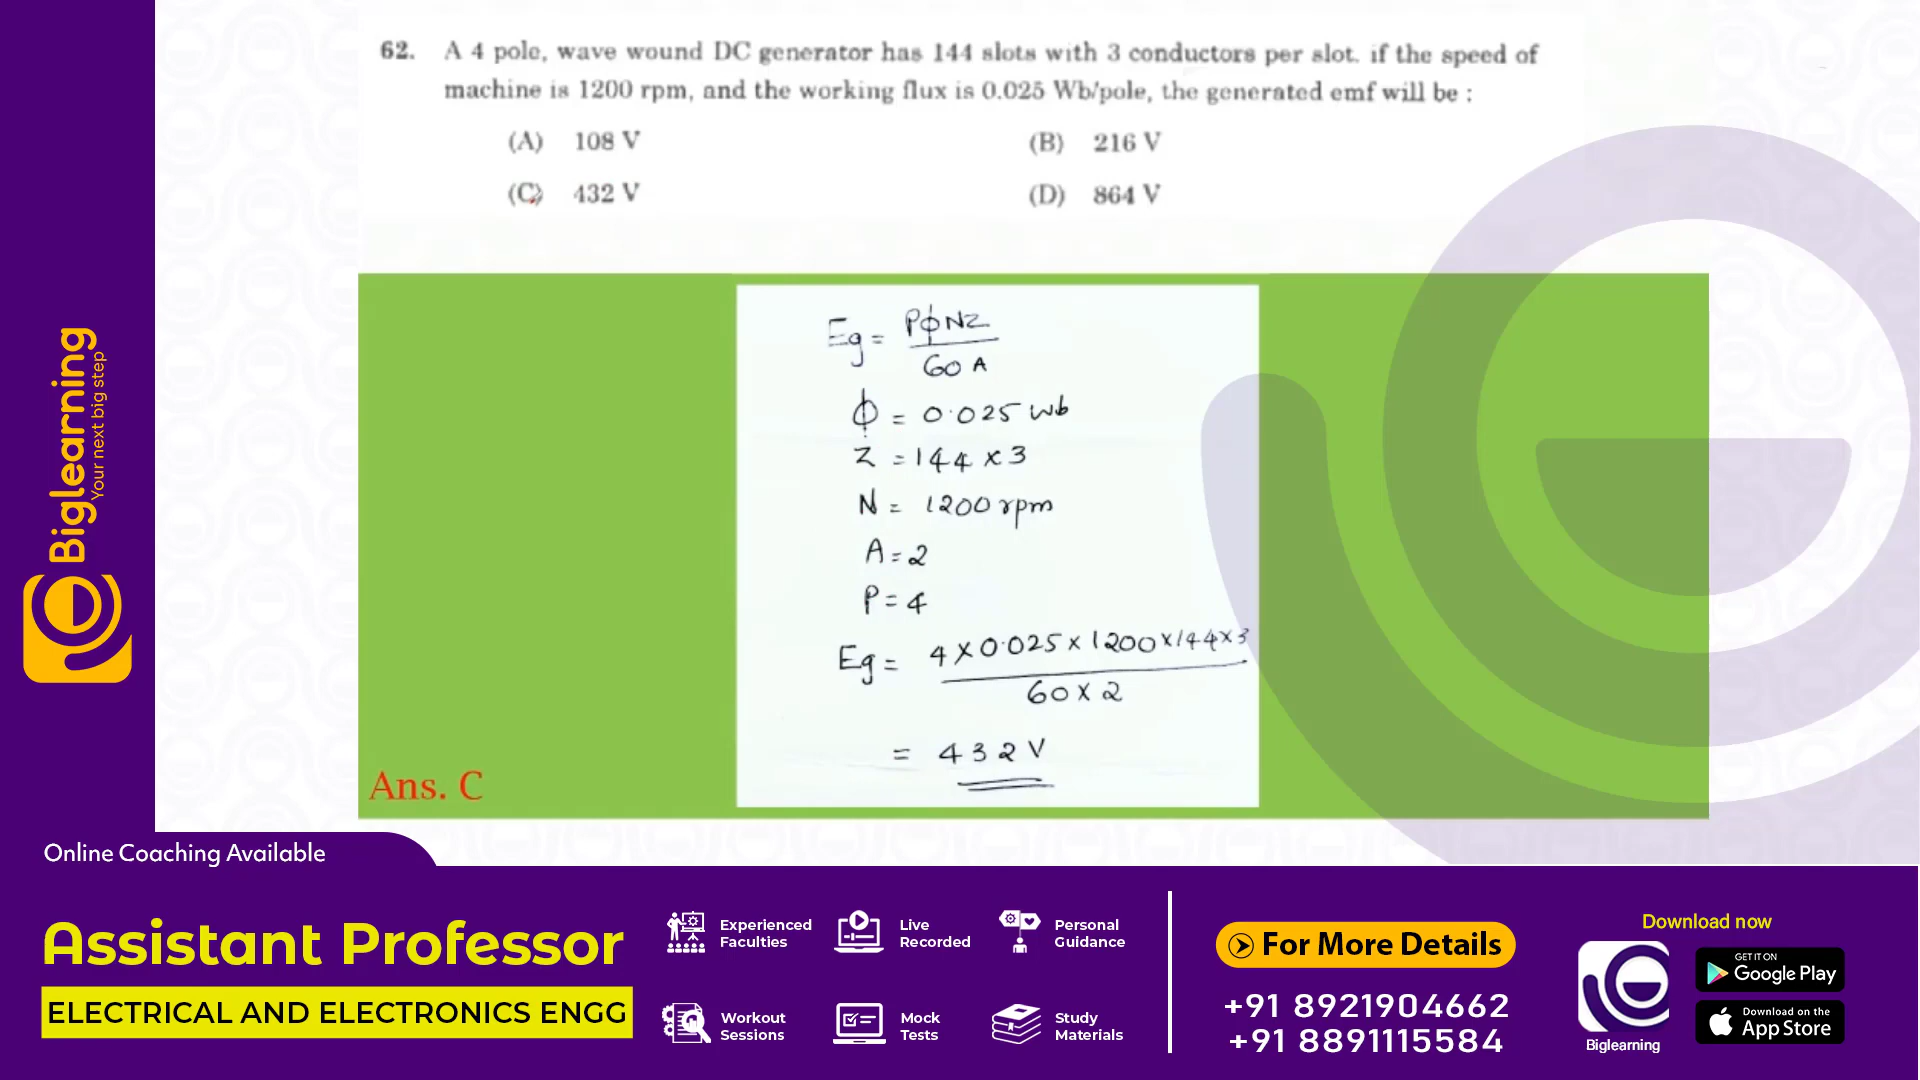 62. A 4 pole, wave wound DC generator has 144 slots with 3 conductors per slot. if the speed of
machine is 1200 rpm, and the working flux is 0.025 Wb/pole, the generated emf will be :
(A) 108 V (B) 216 V
(C) 432 V (D) 864 V
Eg = PϕNZ / 60 A
ϕ = 0.025 wb
Z = 144 x 3
N = 1200 rpm
A = 2
P = 4
Eg = 4 x 0.025 x 1200 x 144 x 3 / 60 x 2
= 432 V
Ans. C
Biglearning
Your next big step
Online Coaching Available
Assistant Professor
ELECTRICAL AND ELECTRONICS ENGG
Experienced
Faculties
Live
Recorded
Personal
Guidance
Workout
Sessions
Mock
Tests
Study
Materials
For More Details
+91 8921904662
+91 8891115584
Download now
Biglearning
GET IT ON
Google Play
Download on the
App Store